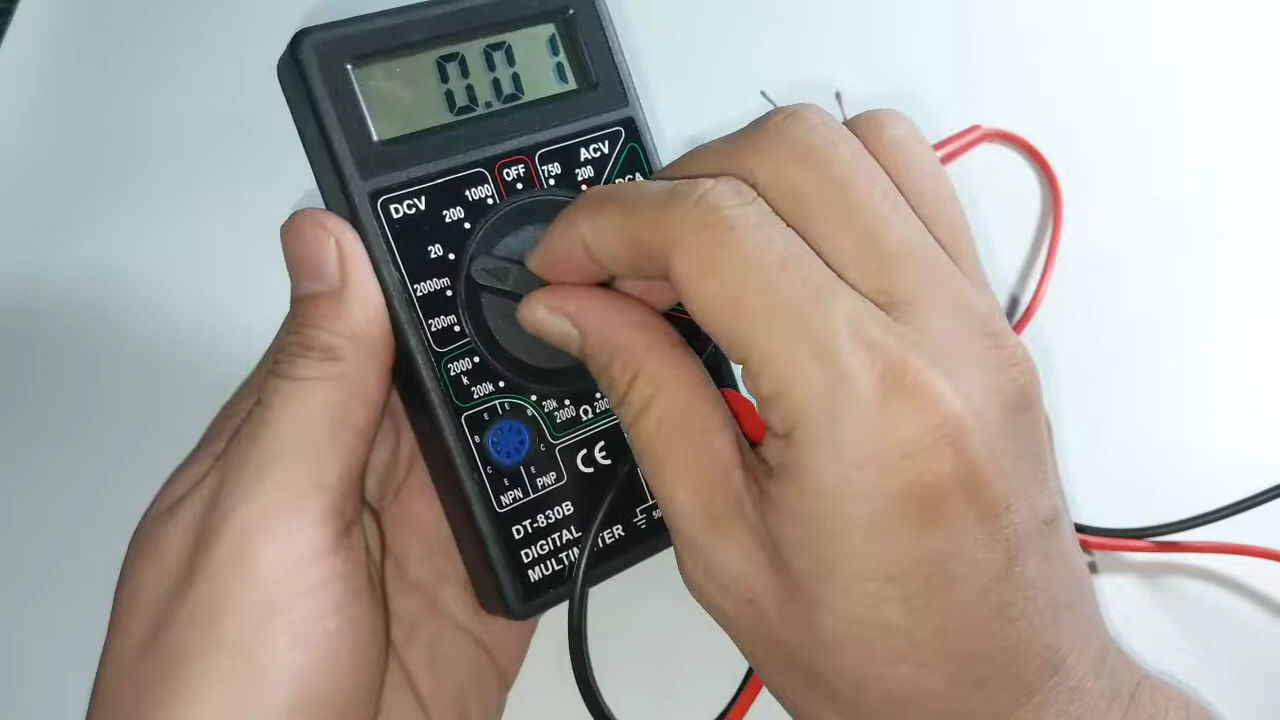 0.01
OFF
ACV
750
200
DCV
1000
200
20
2000m
200m
2000
k
200k
20k
2000
Ω
E
E
B
B
C
C
E
E
NPN
PNP
CE
DT-830B
DIGITAL